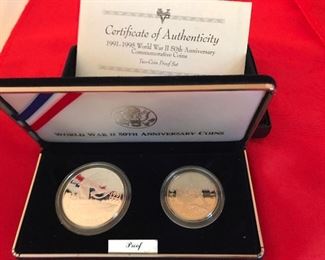 Certificate of Authenticity
1991-1995 World War II 50th Anniversary
Commemorative Coins
Two-Coin Proof Set
WORLD WAR II 50TH ANNIVERSARY COINS
Proof